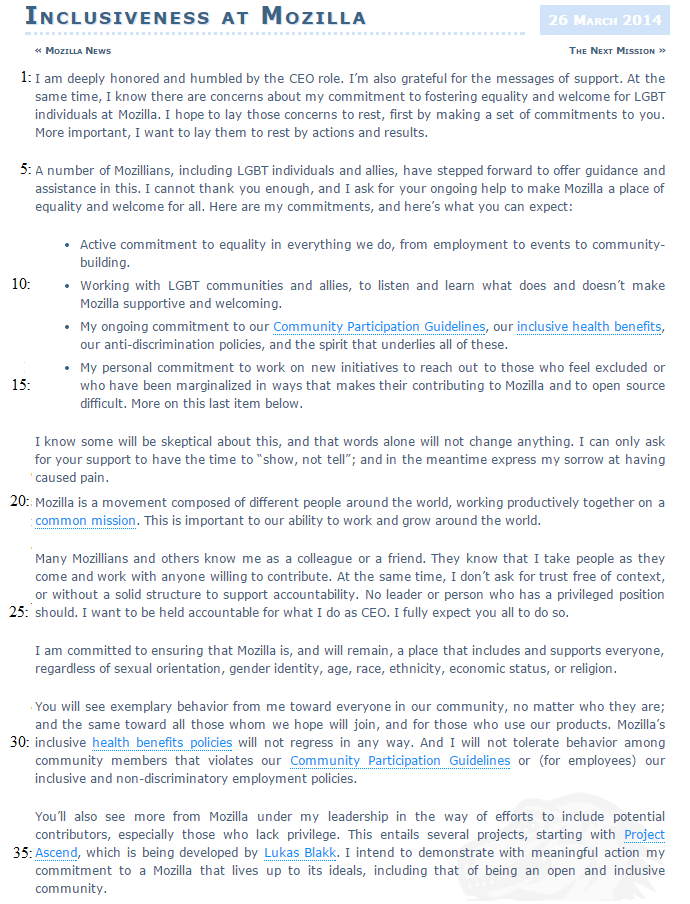 Inclusiveness at Mozilla
26 March 2014
« Mozilla News
The Next Mission »
1: I am deeply honored and humbled by the CEO role. I'm also grateful for the messages of support. At the
same time, I know there are concerns about my commitment to fostering equality and welcome for LGBT
individuals at Mozilla. I hope to lay those concerns to rest, first by making a set of commitments to you.
More important, I want to lay them to rest by actions and results.
5: A number of Mozillians, including LGBT individuals and allies, have stepped forward to offer guidance and
assistance in this. I cannot thank you enough, and I ask for your ongoing help to make Mozilla a place of
equality and welcome for all. Here are my commitments, and here's what you can expect:
• Active commitment to equality in everything we do, from employment to events to community-
building.
10: • Working with LGBT communities and allies, to listen and learn what does and doesn't make
Mozilla supportive and welcoming.
• My ongoing commitment to our Community Participation Guidelines, our inclusive health benefits,
our anti-discrimination policies, and the spirit that underlies all of these.
• My personal commitment to work on new initiatives to reach out to those who feel excluded or
15: who have been marginalized in ways that makes their contributing to Mozilla and to open source
difficult. More on this last item below.
I know some will be skeptical about this, and that words alone will not change anything. I can only ask
for your support to have the time to “show, not tell”; and in the meantime express my sorrow at having
caused pain.
20: Mozilla is a movement composed of different people around the world, working productively together on a
common mission. This is important to our ability to work and grow around the world.
Many Mozillians and others know me as a colleague or a friend. They know that I take people as they
come and work with anyone willing to contribute. At the same time, I don't ask for trust free of context,
or without a solid structure to support accountability. No leader or person who has a privileged position
25: should. I want to be held accountable for what I do as CEO. I fully expect you all to do so.
I am committed to ensuring that Mozilla is, and will remain, a place that includes and supports everyone,
regardless of sexual orientation, gender identity, age, race, ethnicity, economic status, or religion.
You will see exemplary behavior from me toward everyone in our community, no matter who they are;
and the same toward all those whom we hope will join, and for those who use our products. Mozilla's
30: inclusive health benefits policies will not regress in any way. And I will not tolerate behavior among
community members that violates our Community Participation Guidelines or (for employees) our
inclusive and non-discriminatory employment policies.
You'll also see more from Mozilla under my leadership in the way of efforts to include potential
contributors, especially those who lack privilege. This entails several projects, starting with Project
35: Ascend, which is being developed by Lukas Blakk. I intend to demonstrate with meaningful action my
commitment to a Mozilla that lives up to its ideals, including that of being an open and inclusive
community.